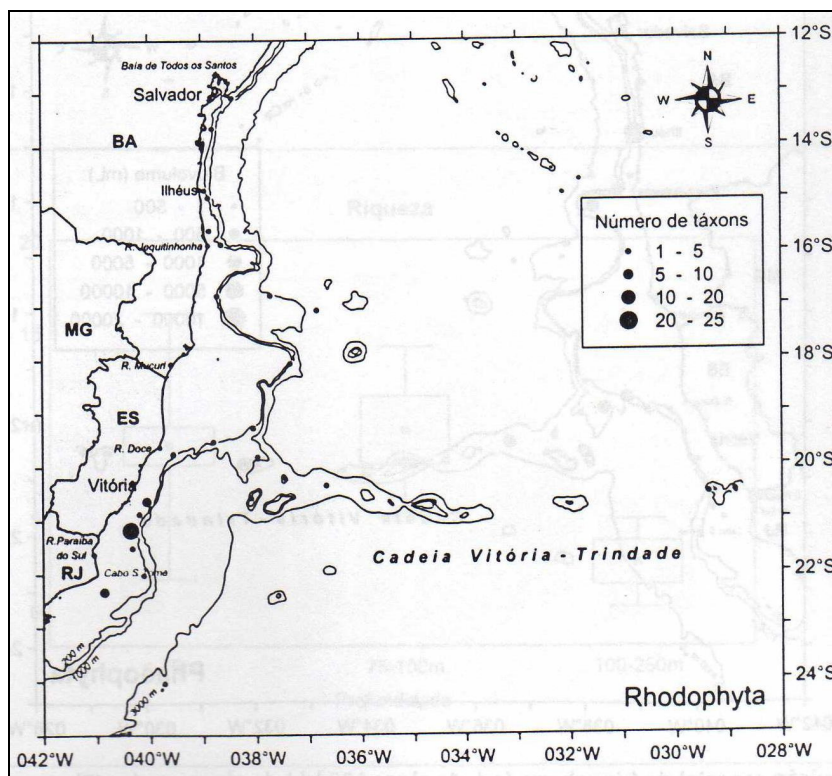 12°S
Baía de Todos os Santos
N
Salvador
W E
S
BA
14°S
Número de táxons
Ilhéus
1 - 5
R. Jequitinhonha
16°S
5 - 10
10 - 20
20 - 25
MG
18°S
R. Mucuri
ES
R. Doce
20°S
Vitória
R. Paraíba
do Sul
Cadeia Vitória - Trindade
22°S
RJ
200 m
1000 m
3000 m
24°S
Rhodophyta
042°W 040°W 038°W 036°W 034°W 032°W 030°W 028°W